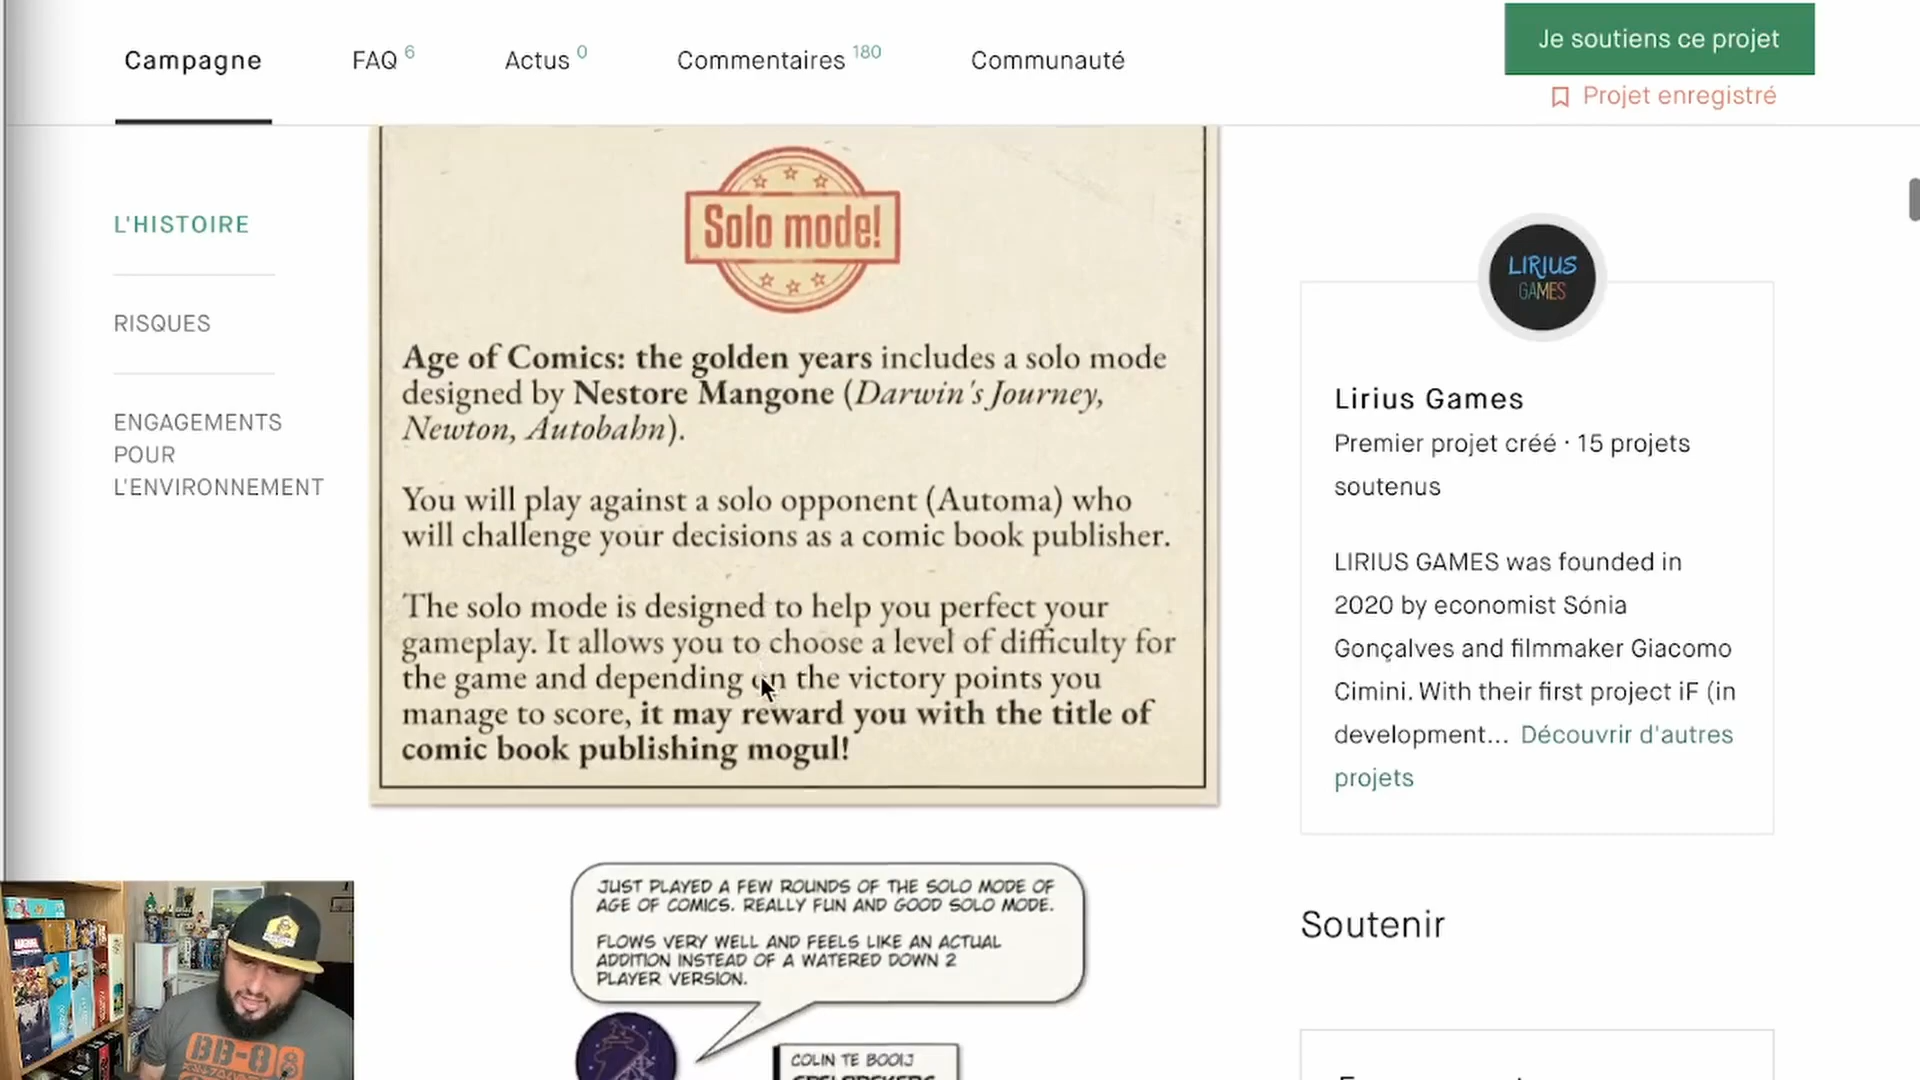 Campagne
FAQ 6
Actus 0
Commentaires 180
Communauté
Je soutiens ce projet
Projet enregistré
L'HISTOIRE
RISQUES
ENGAGEMENTS
POUR
L'ENVIRONNEMENT
Solo mode!
Age of Comics: the golden years includes a solo mode
designed by Nestore Mangone (Darwin's Journey,
Newton, Autobahn).
You will play against a solo opponent (Automa) who
will challenge your decisions as a comic book publisher.
The solo mode is designed to help you perfect your
gameplay. It allows you to choose a level of difficulty for
the game and depending on the victory points you
manage to score, it may reward you with the title of
comic book publishing mogul!
JUST PLAYED A FEW ROUNDS OF THE SOLO MODE OF
AGE OF COMICS. REALLY FUN AND GOOD SOLO MODE.
FLOWS VERY WELL AND FEELS LIKE AN ACTUAL
ADDITION INSTEAD OF A WATERED DOWN 2
PLAYER VERSION.
COLIN TE BOOIJ
LIRIUS
GAMES
Lirius Games
Premier projet créé · 15 projets
soutenus
LIRIUS GAMES was founded in
2020 by economist Sónia
Gonçalves and filmmaker Giacomo
Cimini. With their first project iF (in
development... Découvrir d'autres
projets
Soutenir
MARVEL
BB-8